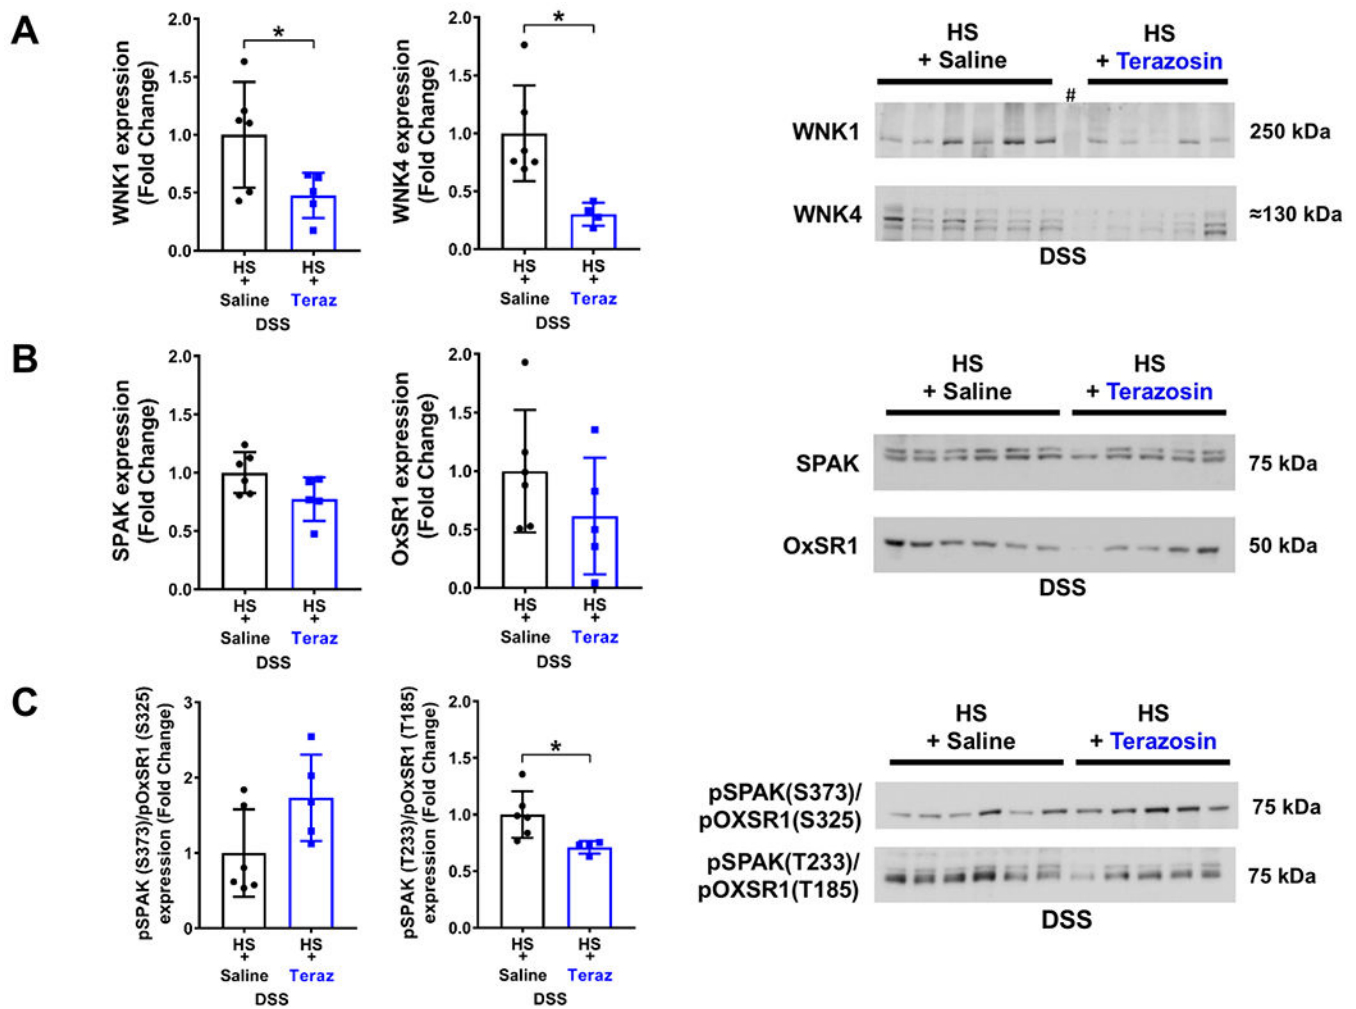 A
WNK1 expression
(Fold Change)
2.0
1.5
1.0
0.5
0.0
*
HS
+
Saline
HS
+
Teraz
DSS
WNK4 expression
(Fold Change)
2.0
1.5
1.0
0.5
0.0
*
HS
+
Saline
HS
+
Teraz
DSS
HS
+ Saline
HS
+ Terazosin
#
WNK1
250 kDa
WNK4
≈130 kDa
DSS
B
SPAK expression
(Fold Change)
2.0
1.5
1.0
0.5
0.0
HS
+
Saline
HS
+
Teraz
DSS
OxSR1 expression
(Fold Change)
2.0
1.5
1.0
0.5
0.0
HS
+
Saline
HS
+
Teraz
DSS
HS
+ Saline
HS
+ Terazosin
SPAK
75 kDa
OxSR1
50 kDa
DSS
C
pSPAK (S373)/pOxSR1 (S325)
expression (Fold Change)
3
2
1
0
HS
+
Saline
HS
+
Teraz
DSS
pSPAK (T233)/pOxSR1 (T185)
expression (Fold Change)
2.0
1.5
1.0
0.5
0.0
*
HS
+
Saline
HS
+
Teraz
DSS
HS
+ Saline
HS
+ Terazosin
pSPAK(S373)/
pOXSR1(S325)
75 kDa
pSPAK(T233)/
pOXSR1(T185)
75 kDa
DSS